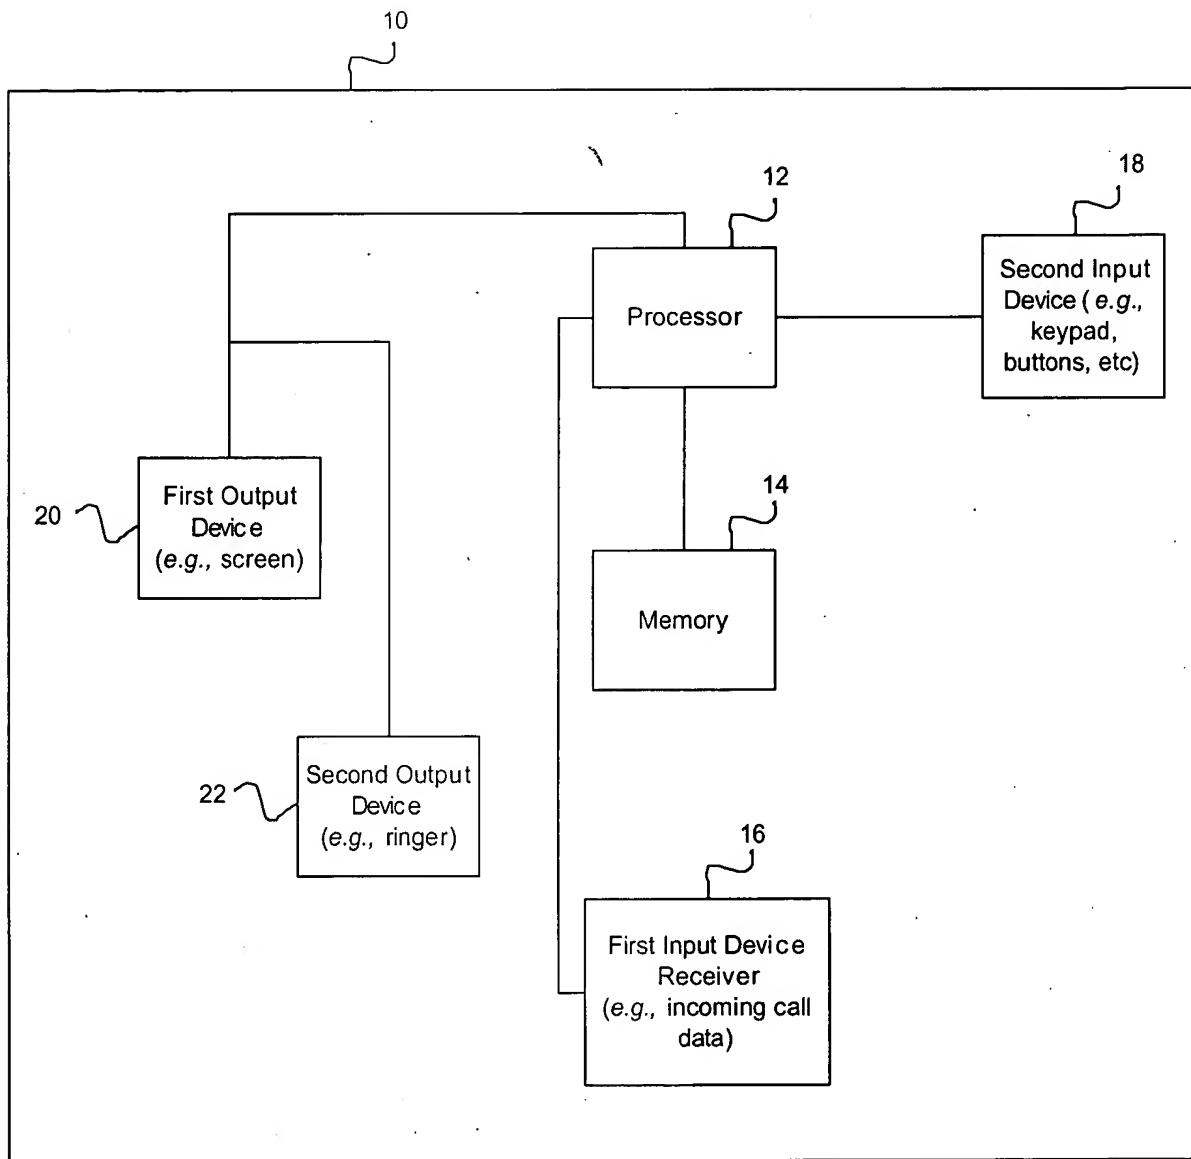 10
12
18
Processor
Second Input
Device (e.g.,
keypad,
buttons, etc)
20
First Output
Device
(e.g., screen)
14
Memory
22
Second Output
Device
(e.g., ringer)
16
First Input Device
Receiver
(e.g., incoming call
data)